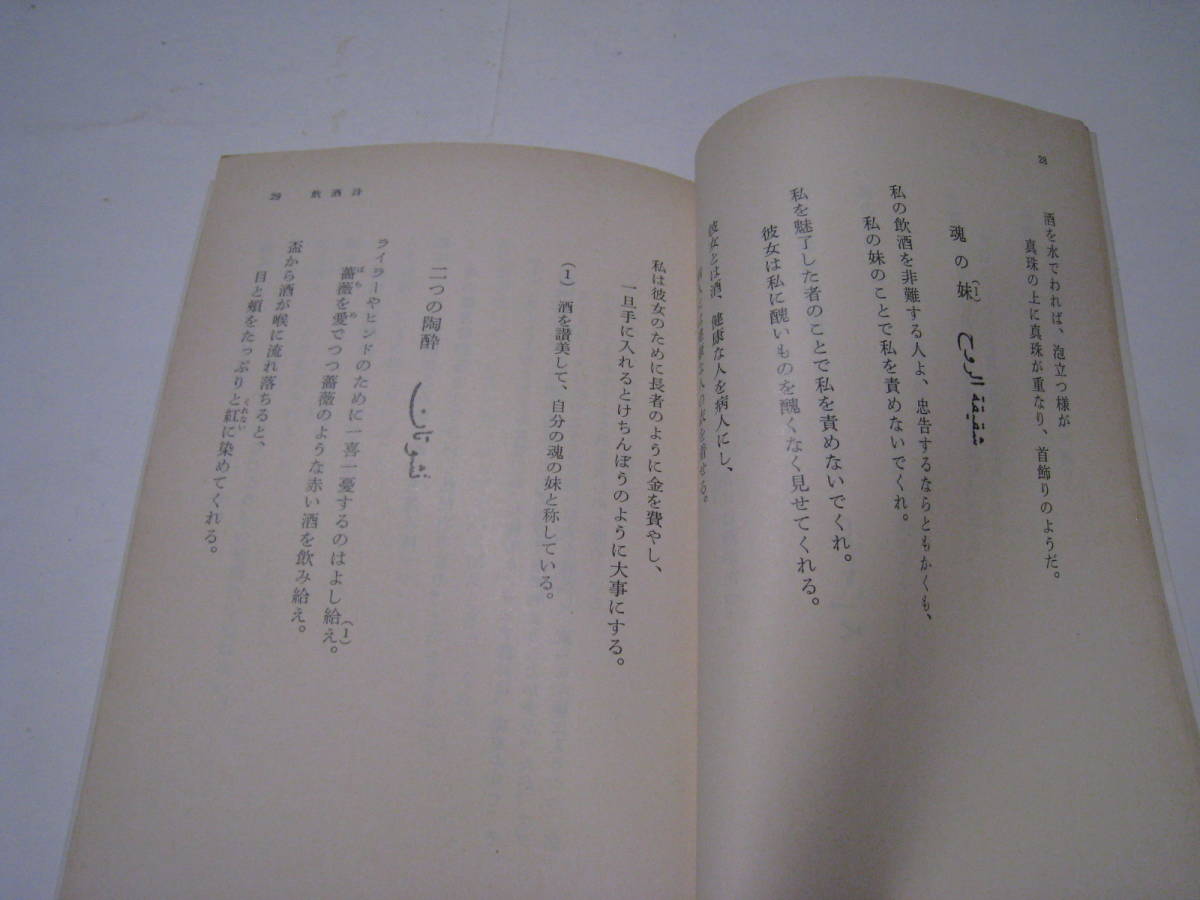 28
酒を水でわれば、泡立つ様が
真珠の上に真珠が重なり、首飾りのようだ。
魂の妹(1) شقيقة الروح
私の飲酒を非難する人よ、忠告するならともかくも、
私の妹のことで私を責めないでくれ。
私を魅了した者のことで私を責めないでくれ。
彼女は私に醜いものを醜くなく見せてくれる。
彼女とは酒、健康な人を病人にし、
を着せる。
29 飲酒詩
私は彼女のために長者のように金を費やし、
一旦手に入れるとけちんぼうのように大事にする。
(1) 酒を讃美して、自分の魂の妹と称している。
二つの陶酔 نشوتان
ライラーやヒンドのために一喜一憂するのはよし給え。(1)
薔薇を愛でつつ薔薇のような赤い酒を飲み給え。
盃から酒が喉に流れ落ちると、
目と頰をたっぷりと紅に染めてくれる。